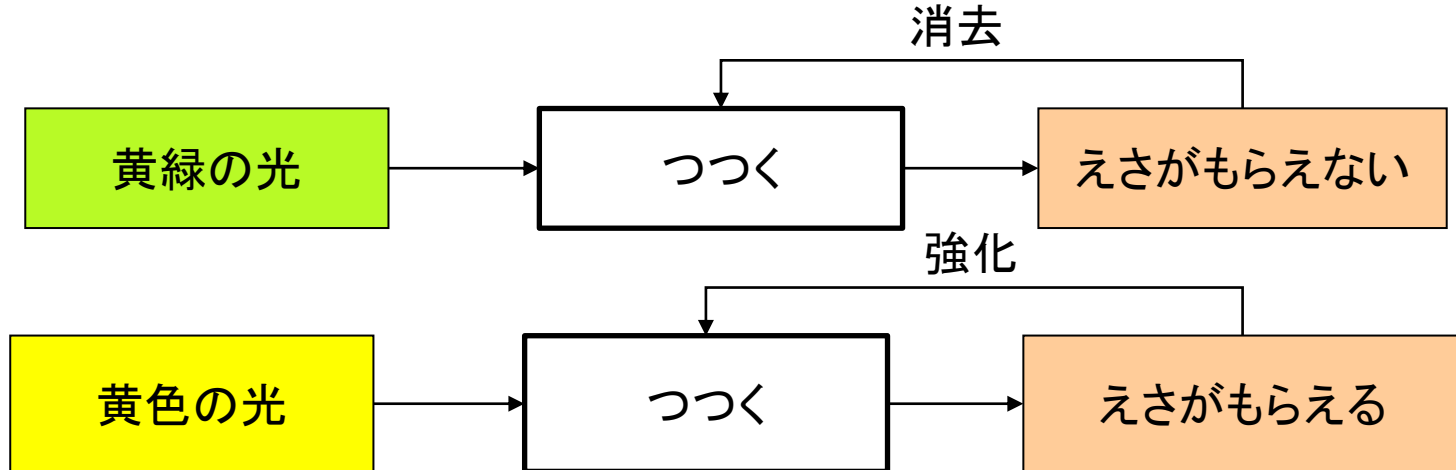 消去
黄緑の光
つつく
えさがもらえない
強化
黄色の光
つつく
えさがもらえる